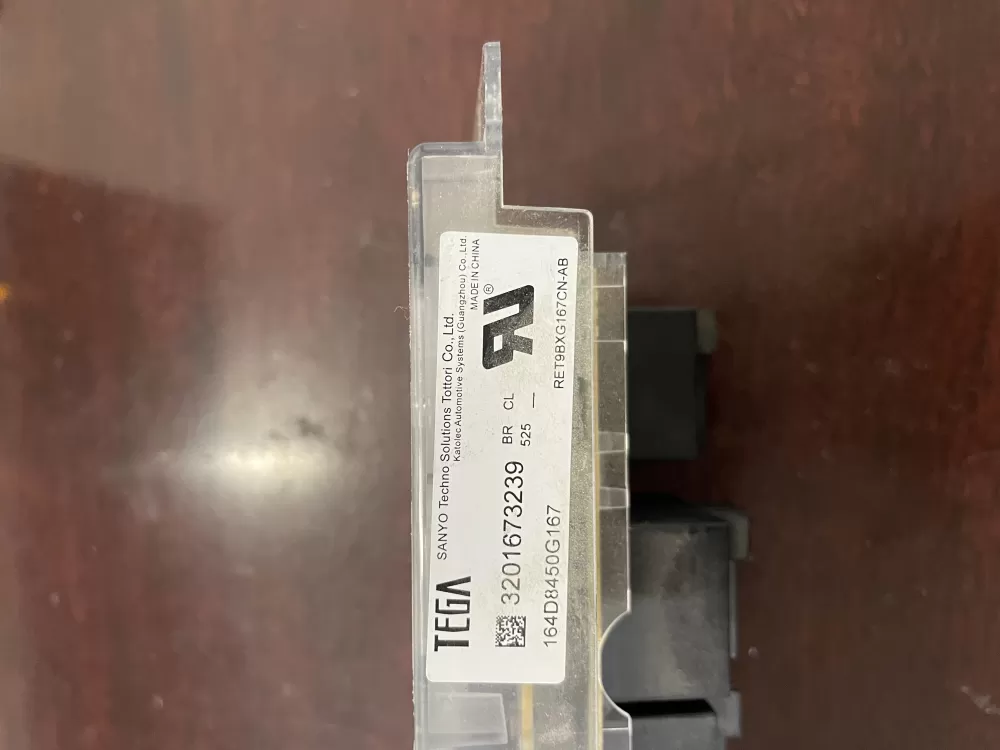 TEGA SANYO Techno Solutions Tottori Co., Ltd.
Katolec Automotive Systems (Guangzhou) Co.,Ltd.
MADE IN CHINA
3201673239 BR CL
525 —
RU ®
164D8450G167 RET9BXG167CN-AB